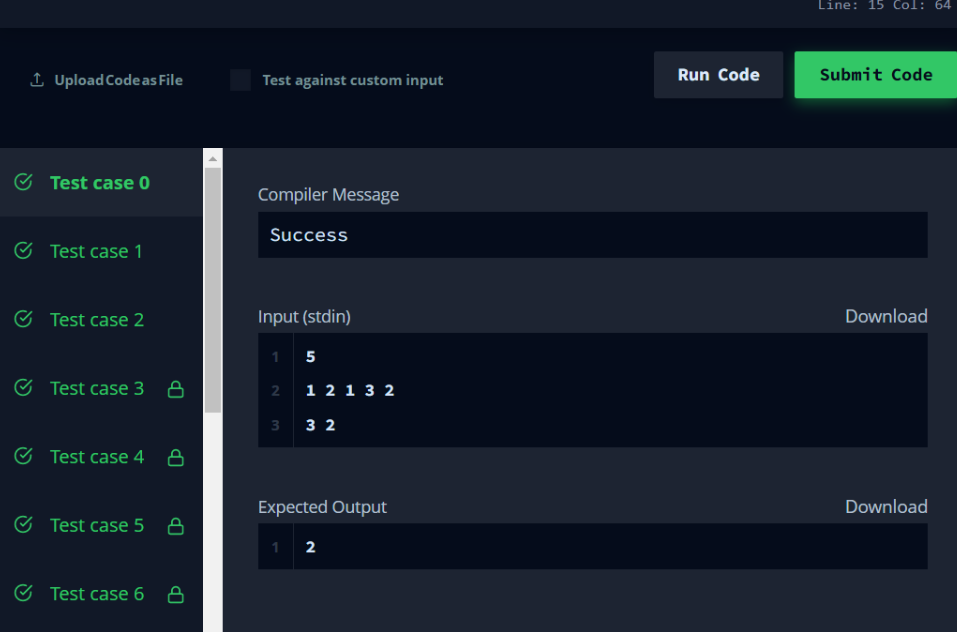 Line: 15 Col: 64
Upload Code as File
Test against custom input
Run Code
Submit Code
Test case 0
Test case 1
Test case 2
Test case 3
Test case 4
Test case 5
Test case 6
Compiler Message
Success
Input (stdin)
Download
1 5
2 1 2 1 3 2
3 3 2
Expected Output
Download
1 2